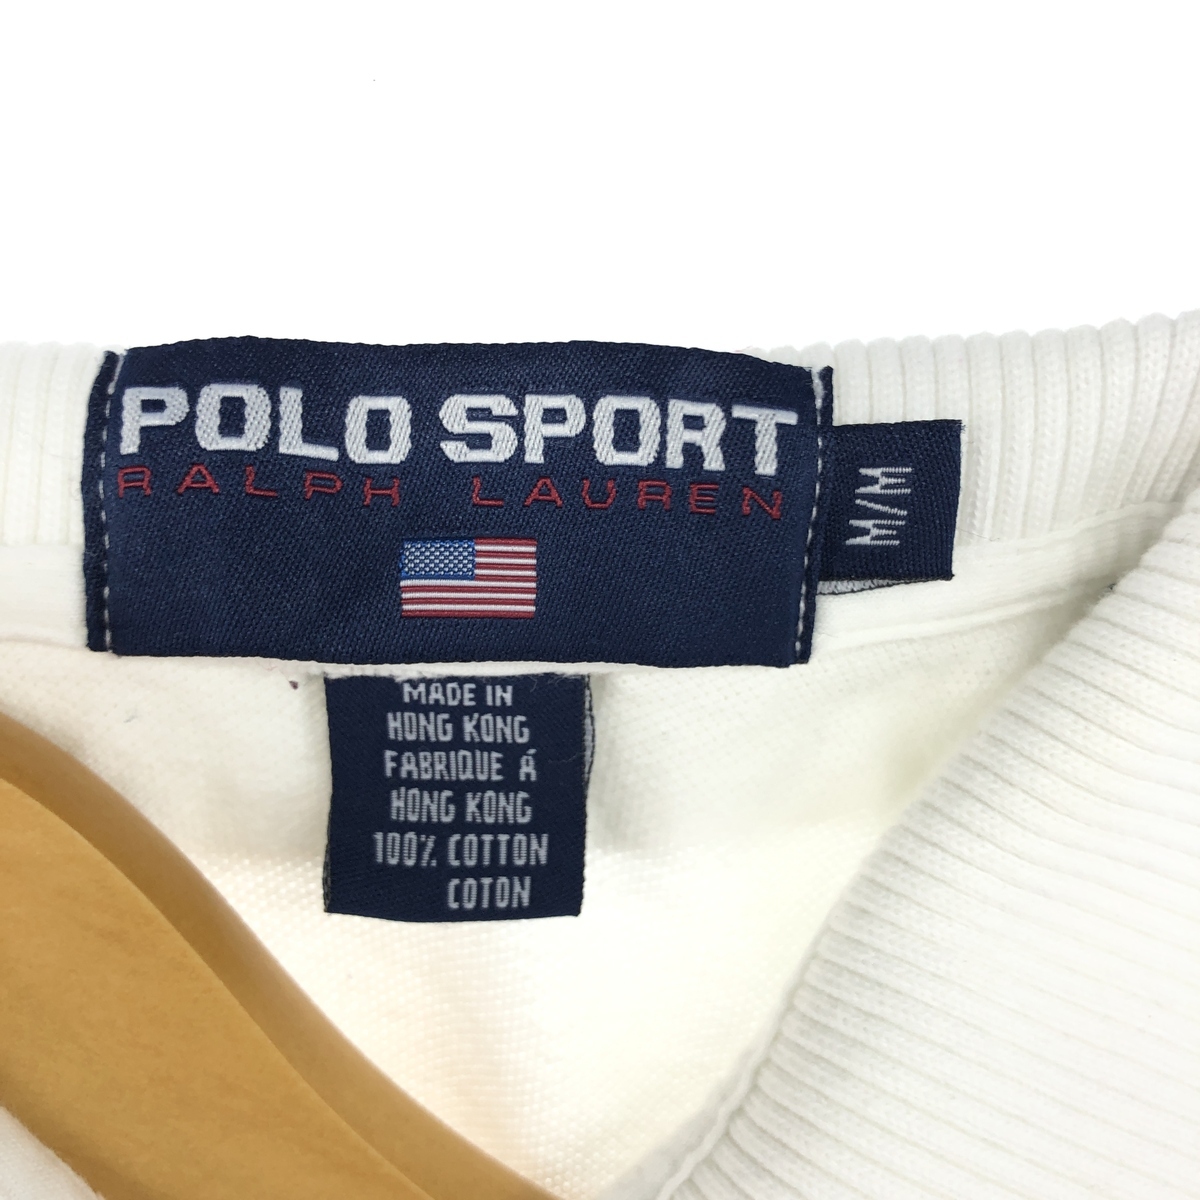 POLO SPORT
RALPH LAUREN
M/M
MADE IN
HONG KONG
FABRIQUE Á
HONG KONG
100% COTTON
COTON